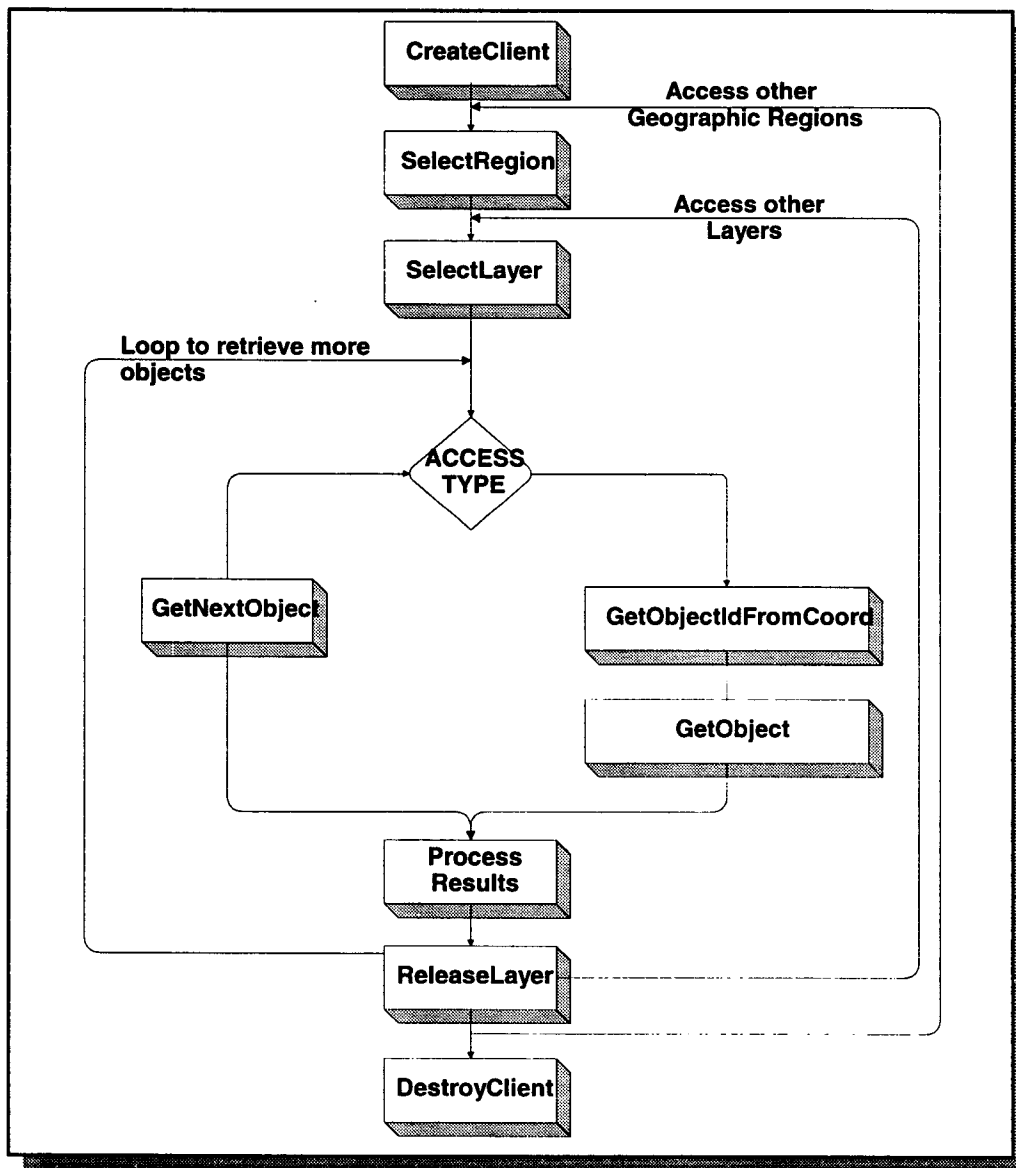 CreateClient
Access other
Geographic Regions
SelectRegion
Access other
Layers
SelectLayer
Loop to retrieve more
objects
ACCESS
TYPE
GetNextObject
GetObjectIdFromCoord
GetObject
Process
Results
ReleaseLayer
DestroyClient